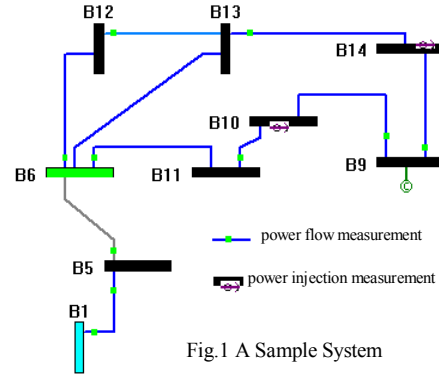 B12
B13
B14
B10
B9
B6
B11
B5
B1
C
power flow measurement
power injection measurement
Fig.1 A Sample System